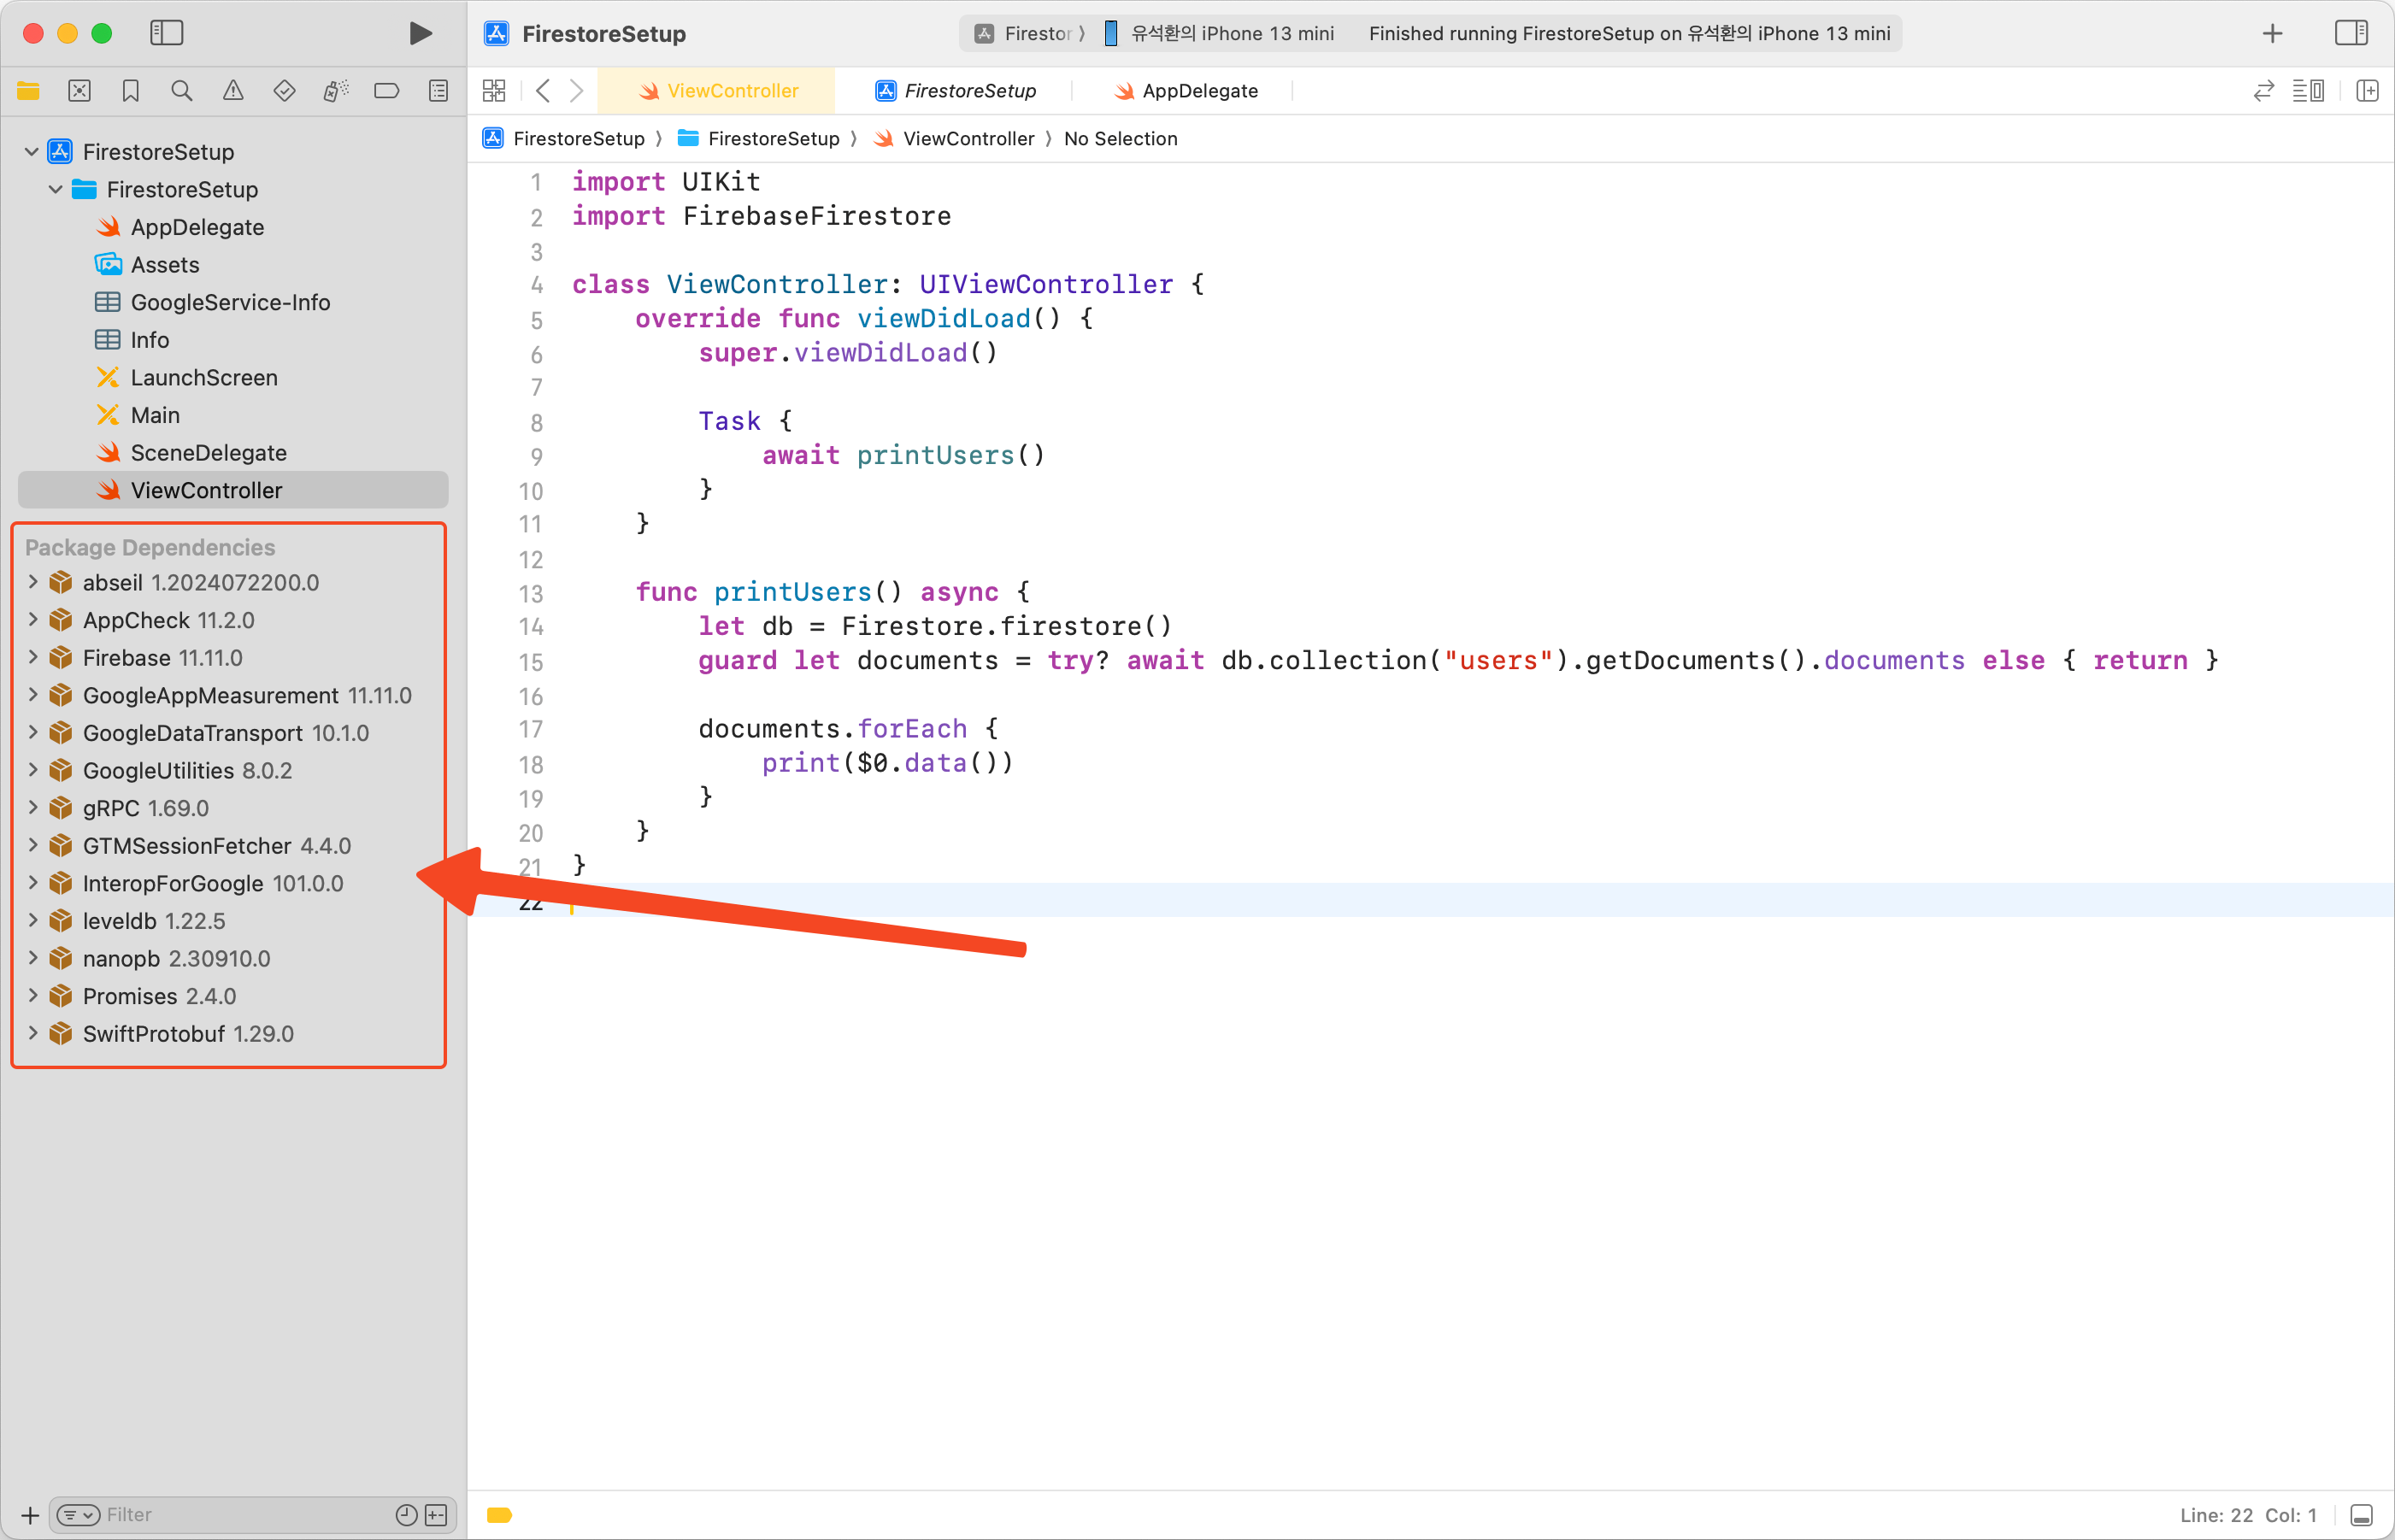 FirestoreSetup
Firestor 〉 유석환의 iPhone 13 mini
Finished running FirestoreSetup on 유석환의 iPhone 13 mini
ViewController
FirestoreSetup
AppDelegate
FirestoreSetup 〉 FirestoreSetup 〉 ViewController 〉 No Selection
FirestoreSetup
FirestoreSetup
AppDelegate
Assets
GoogleService-Info
Info
LaunchScreen
Main
SceneDelegate
ViewController
Package Dependencies
abseil 1.2024072200.0
AppCheck 11.2.0
Firebase 11.11.0
GoogleAppMeasurement 11.11.0
GoogleDataTransport 10.1.0
GoogleUtilities 8.0.2
gRPC 1.69.0
GTMSessionFetcher 4.4.0
InteropForGoogle 101.0.0
leveldb 1.22.5
nanopb 2.30910.0
Promises 2.4.0
SwiftProtobuf 1.29.0
Filter
1 import UIKit
2 import FirebaseFirestore
3
4 class ViewController: UIViewController {
5     override func viewDidLoad() {
6         super.viewDidLoad()
7
8         Task {
9             await printUsers()
10         }
11     }
12
13     func printUsers() async {
14         let db = Firestore.firestore()
15         guard let documents = try? await db.collection("users").getDocuments().documents else { return }
16
17         documents.forEach {
18             print($0.data())
19         }
20     }
21 }
22
Line: 22 Col: 1